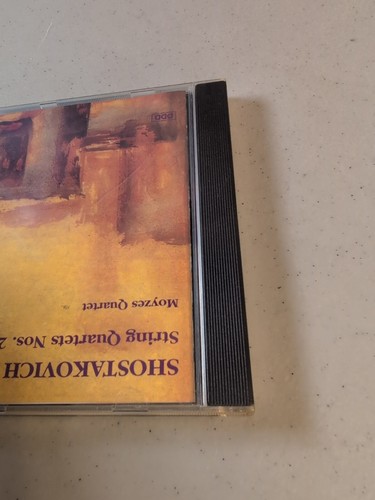 SHOSTAKOVICH
String Quartets Nos. 2
Moyzes Quartet
DDD